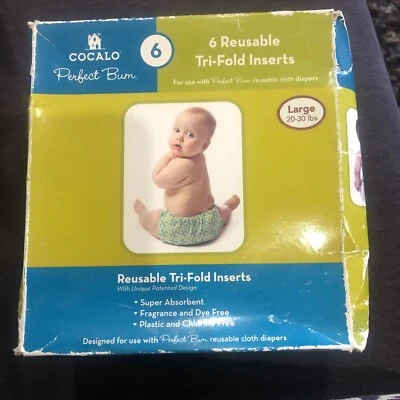 COCALO
Perfect Bum™
6
6 Reusable
Tri-Fold Inserts
For use with Perfect Bum reusable cloth diapers
Large
20-30 lbs
Reusable Tri-Fold Inserts
With Unique Patented Design
• Super Absorbent
• Fragrance and Dye Free
• Plastic and Chlorine Free
Designed for use with Perfect Bum reusable cloth diapers